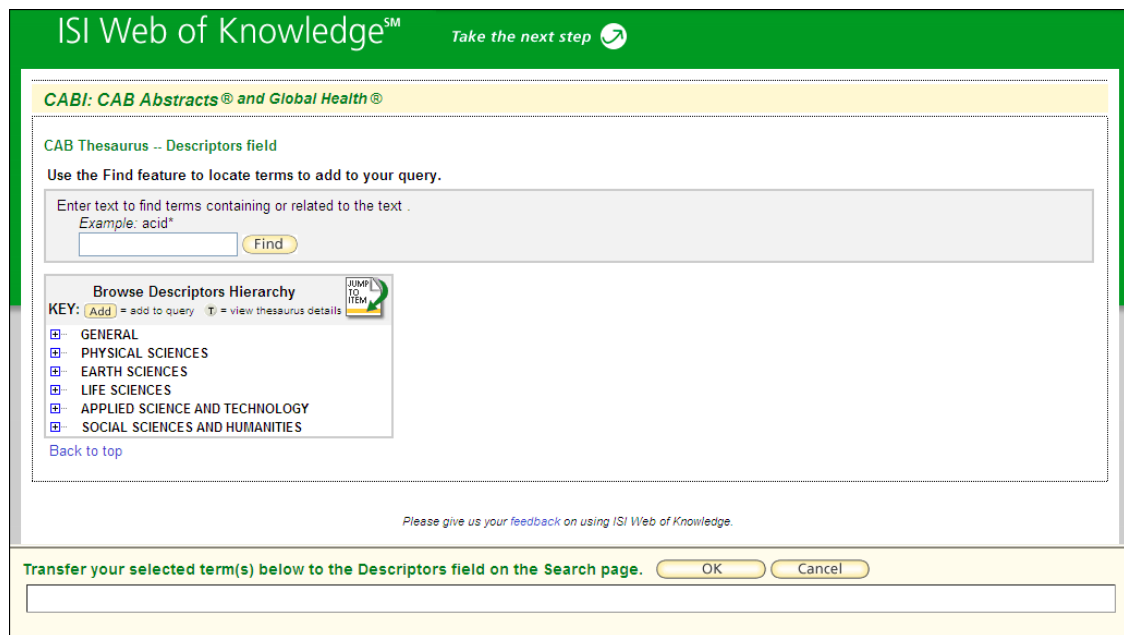 ISI Web of Knowledge℠ Take the next step
CABI: CAB Abstracts® and Global Health®
CAB Thesaurus -- Descriptors field
Use the Find feature to locate terms to add to your query.
Enter text to find terms containing or related to the text .
Example: acid*
Find
Browse Descriptors Hierarchy
JUMP TO ITEM
KEY: Add = add to query T = view thesaurus details
GENERAL
PHYSICAL SCIENCES
EARTH SCIENCES
LIFE SCIENCES
APPLIED SCIENCE AND TECHNOLOGY
SOCIAL SCIENCES AND HUMANITIES
Back to top
Please give us your feedback on using ISI Web of Knowledge.
Transfer your selected term(s) below to the Descriptors field on the Search page. OK Cancel